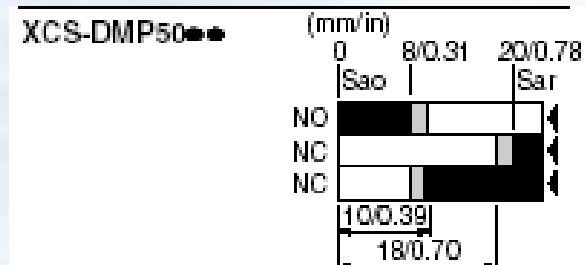 XCS-DMP50●● (mm/in)
0 8/0.31 20/0.78
Sao Sar
NO
NC
NC
10/0.39
18/0.70